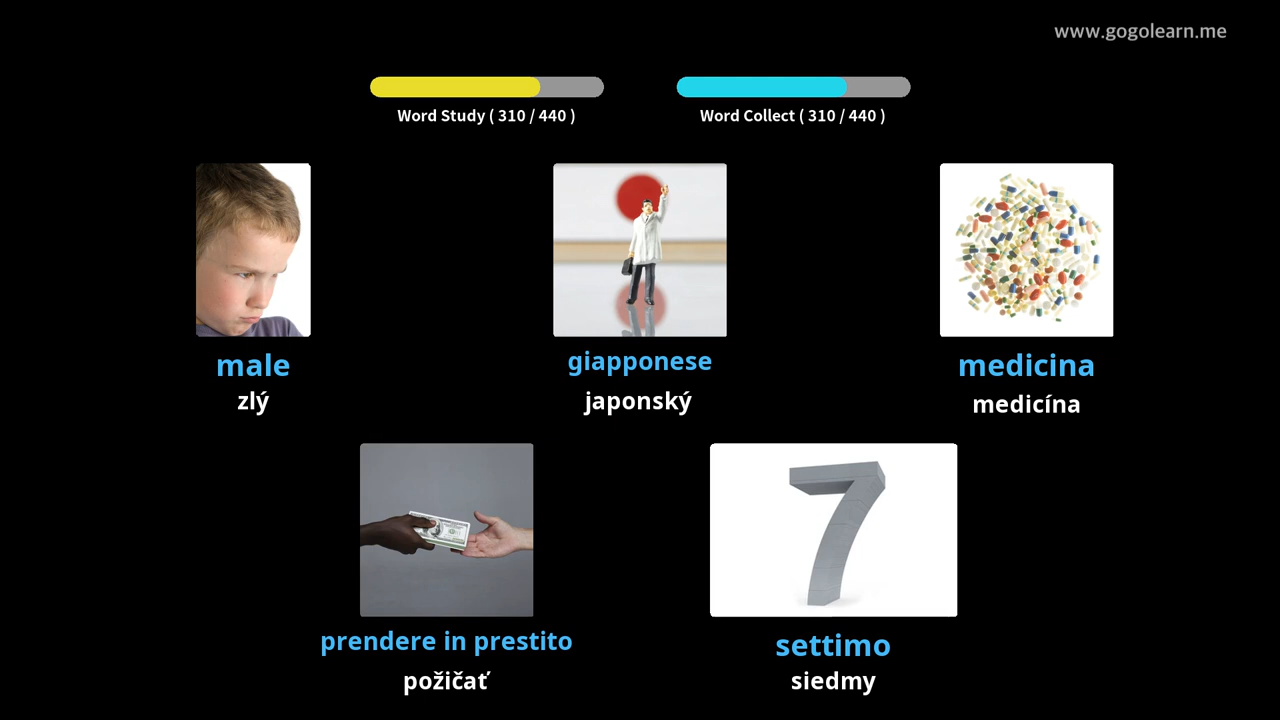 www.gogolearn.me
Word Study ( 310 / 440 )
Word Collect ( 310 / 440 )
male
zlý
giapponese
japonský
medicina
medicína
prendere in prestito
požičať
settimo
siedmy